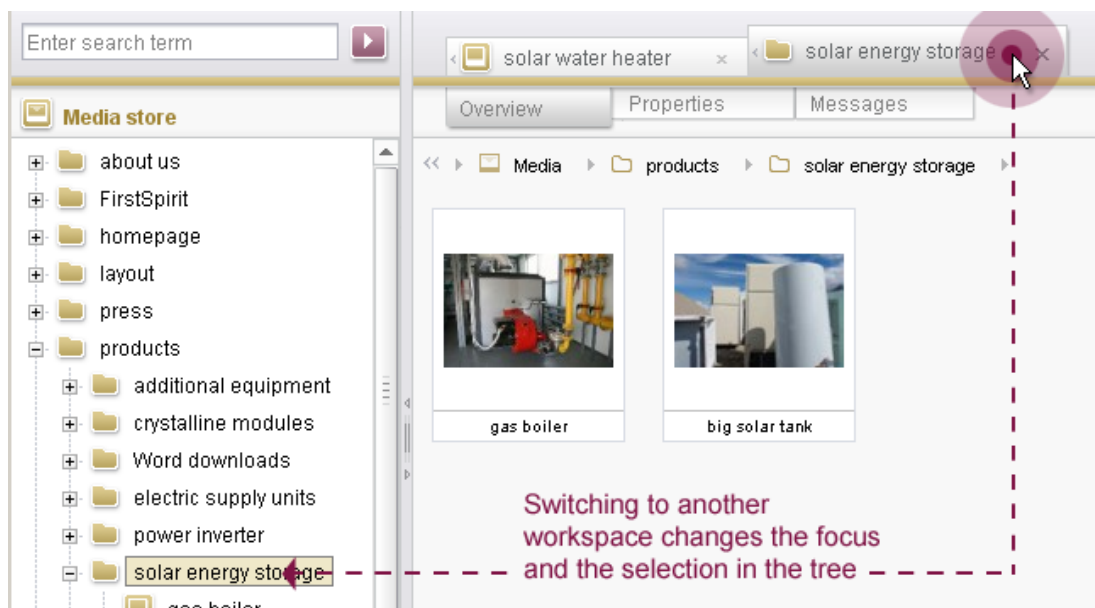 Enter search term
solar water heater
solar energy storage
Media store
Overview
Properties
Messages
about us
FirstSpirit
homepage
layout
press
products
additional equipment
crystalline modules
Word downloads
electric supply units
power inverter
solar energy storage
gas boiler
Media
products
solar energy storage
gas boiler
big solar tank
Switching to another
workspace changes the focus
and the selection in the tree